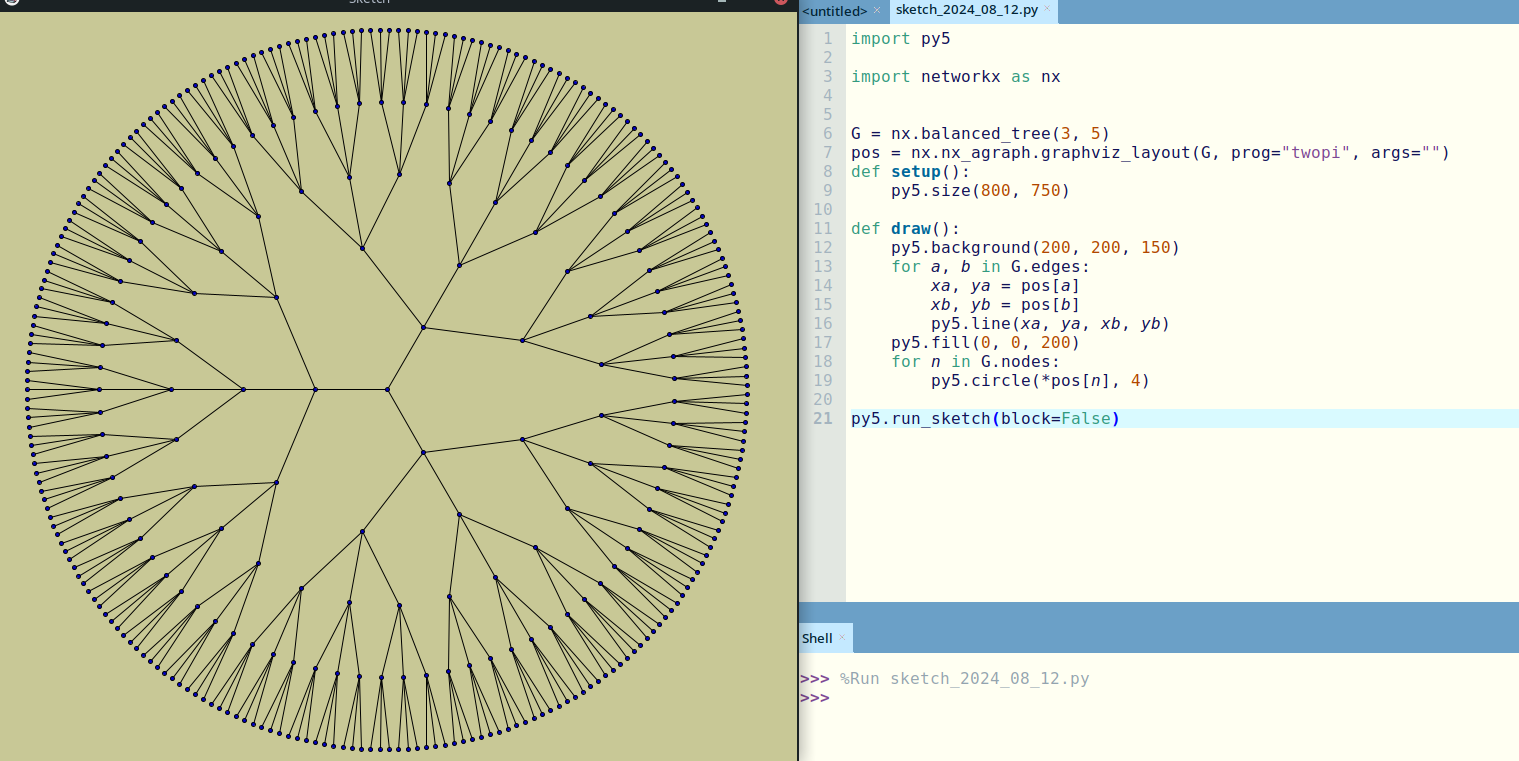 Sketch
<untitled> × sketch_2024_08_12.py ×
1 import py5
2
3 import networkx as nx
4
5
6 G = nx.balanced_tree(3, 5)
7 pos = nx.nx_agraph.graphviz_layout(G, prog="twopi", args="")
8 def setup():
9     py5.size(800, 750)
10
11 def draw():
12     py5.background(200, 200, 150)
13     for a, b in G.edges:
14         xa, ya = pos[a]
15         xb, yb = pos[b]
16         py5.line(xa, ya, xb, yb)
17     py5.fill(0, 0, 200)
18     for n in G.nodes:
19         py5.circle(*pos[n], 4)
20
21 py5.run_sketch(block=False)
Shell ×
>>> %Run sketch_2024_08_12.py
>>>